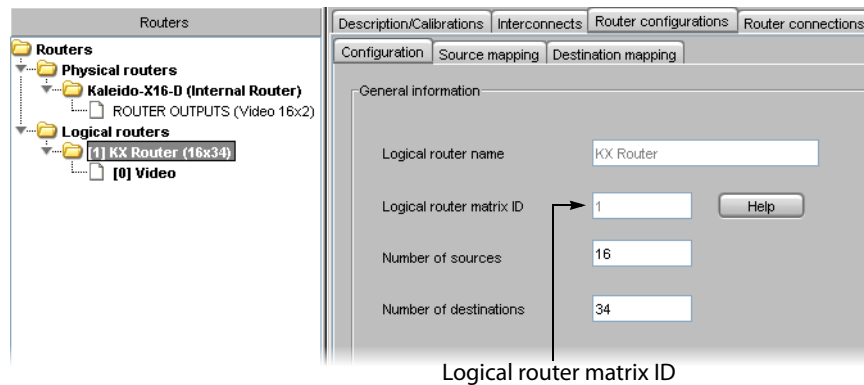 Routers
Routers
Physical routers
Kaleido-X16-D (Internal Router)
ROUTER OUTPUTS (Video 16x2)
Logical routers
[1] KX Router (16x34)
[0] Video
Description/Calibrations Interconnects Router configurations Router connections
Configuration Source mapping Destination mapping
General information
Logical router name KX Router
Logical router matrix ID 1 Help
Number of sources 16
Number of destinations 34
Logical router matrix ID